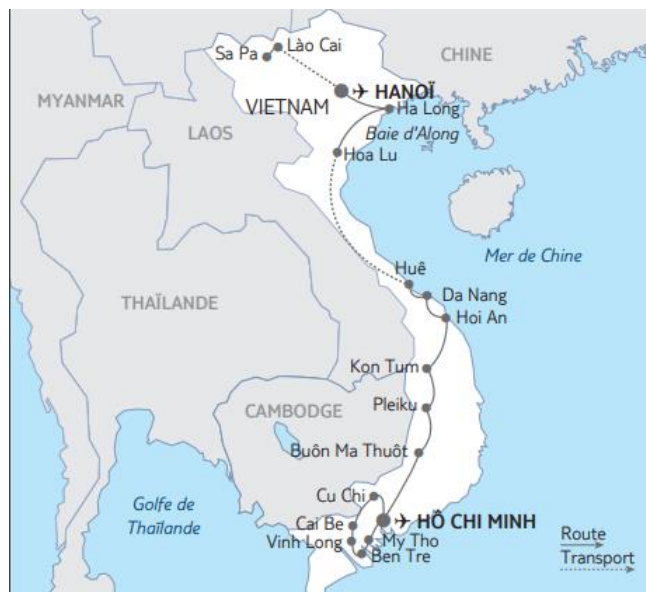 CHINE
Lào Cai
Sa Pa
HANOÏ
MYANMAR
VIETNAM
Ha Long
LAOS
Baie d'Along
Hoa Lu
Mer de Chine
Huê
Da Nang
THAÏLANDE
Hoi An
Kon Tum
CAMBODGE
Pleiku
Buôn Ma Thuôt
Cu Chi
Golfe de
Thaïlande
Cai Be
HÔ CHI MINH
Vinh Long
My Tho
Ben Tre
Route
Transport